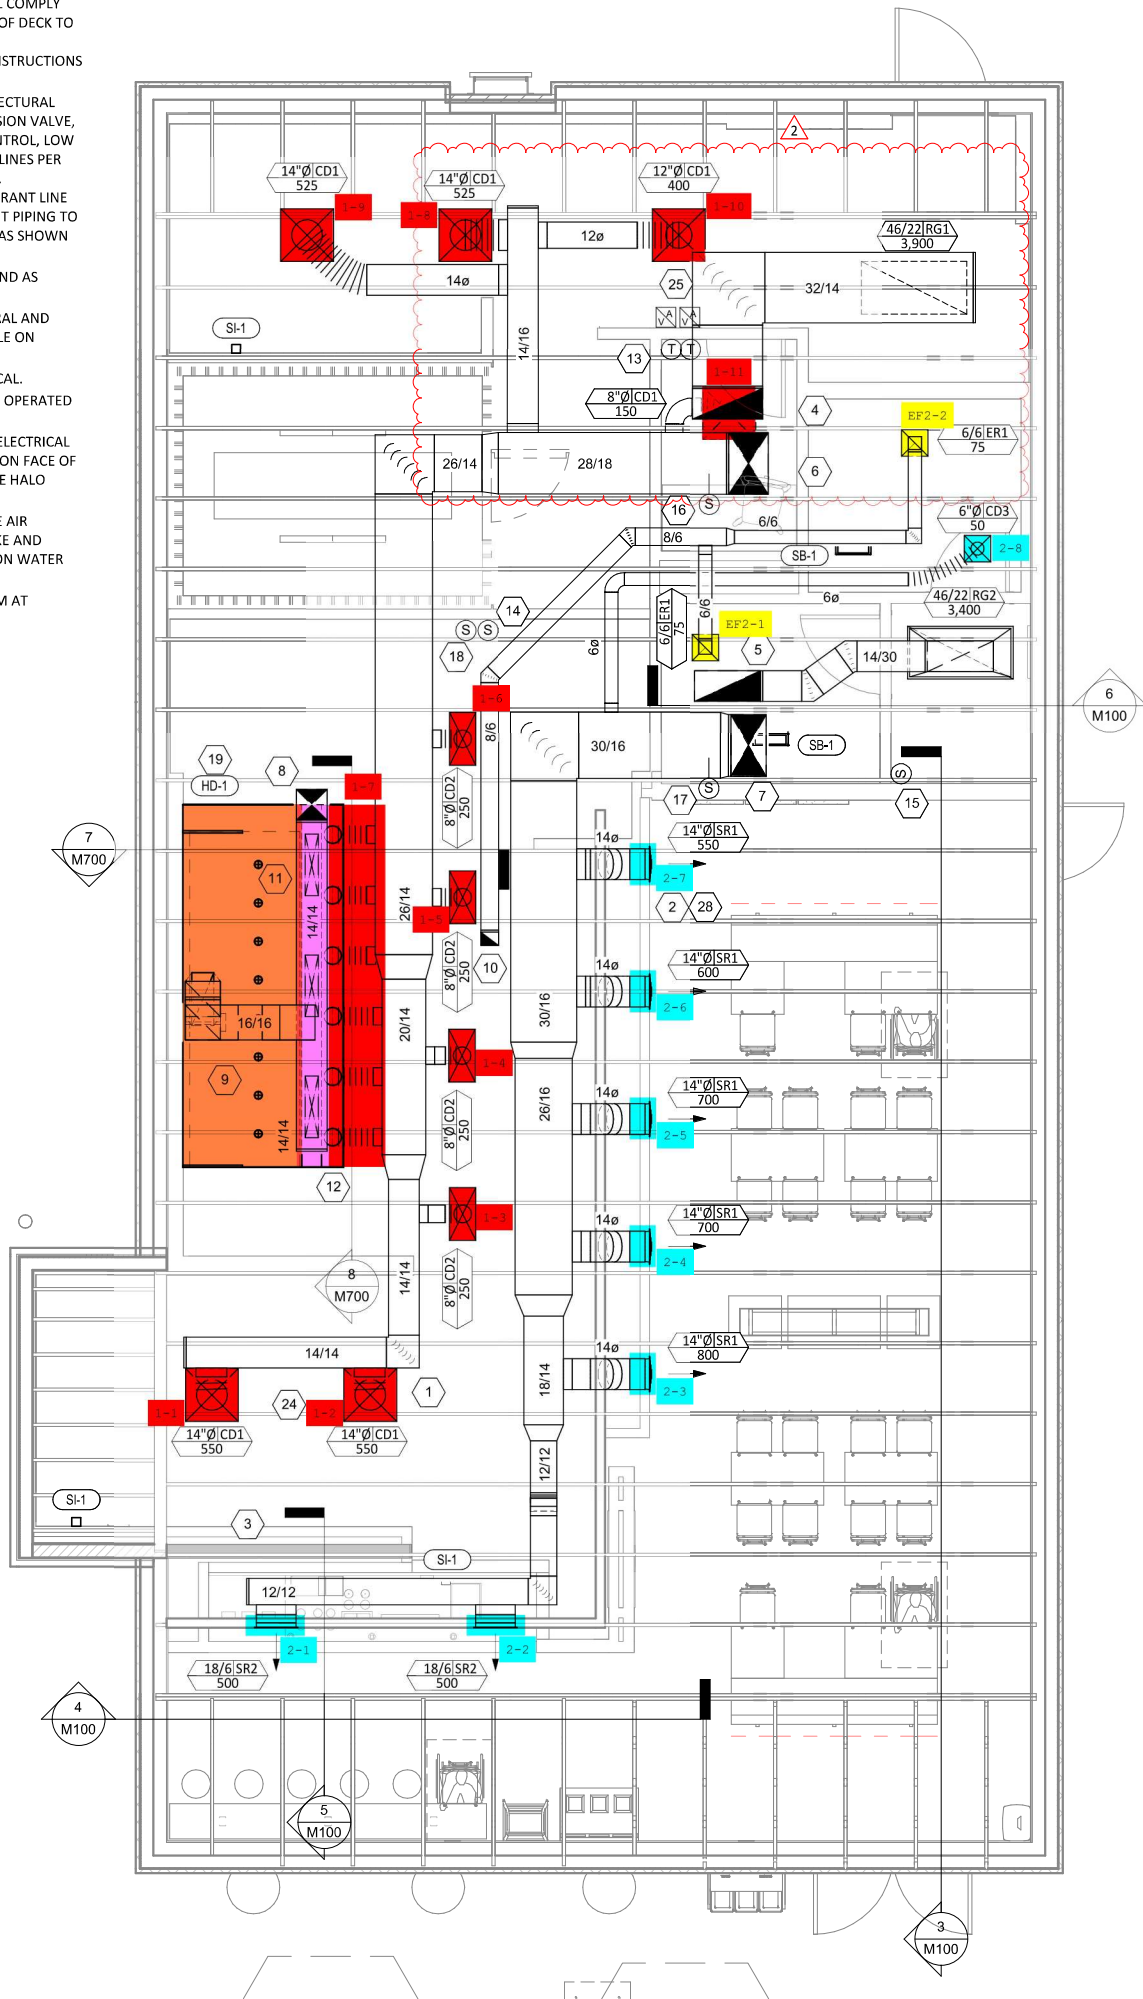 L COMPLY
OF DECK TO
NSTRUCTIONS
ECTURAL
SION VALVE,
NTROL, LOW
LINES PER
RANT LINE
T PIPING TO
AS SHOWN
ND AS
RAL AND
LE ON
ICAL.
OPERATED
ELECTRICAL
ON FACE OF
E HALO
E AIR
KE AND
ON WATER
M AT
2
14"Ø CD1
525
14"Ø CD1
525
12"Ø CD1
400
1-9
1-8
1-10
46/22 RG1
3,900
12ø
14ø
25
32/14
SI-1
14/16
A
V
A
V
T
T
13
1-11
8"Ø CD1
150
4
EF2-2
6/6 ER1
75
26/14
28/18
6
S
16
6/6
8/6
6"Ø CD3
50
SB-1
2-8
46/22 RG2
3,400
6ø
14
S
S
18
6ø
6/6 ER1
75
6/6
EF2-1
5
14/30
1-6
8/6
6
M100
30/16
SB-1
19
HD-1
8
1-7
8"Ø CD2
250
S
17
7
S
15
14"Ø SR1
550
14ø
7
M700
2-7
11
14/14
26/14
1-5
2
28
8"Ø CD2
250
10
14"Ø SR1
600
14ø
2-6
16/16
20/14
30/16
1-4
9
14/14
8"Ø CD2
250
26/16
14"Ø SR1
700
14ø
2-5
12
1-3
14"Ø SR1
700
14ø
2-4
8
M700
14/14
8"Ø CD2
250
14/14
14"Ø SR1
800
14ø
2-3
18/14
1-1
24
1-2
1
14"Ø CD1
550
14"Ø CD1
550
12/12
SI-1
3
SI-1
12/12
2-1
2-2
18/6 SR2
500
18/6 SR2
500
4
M100
5
M100
3
M100